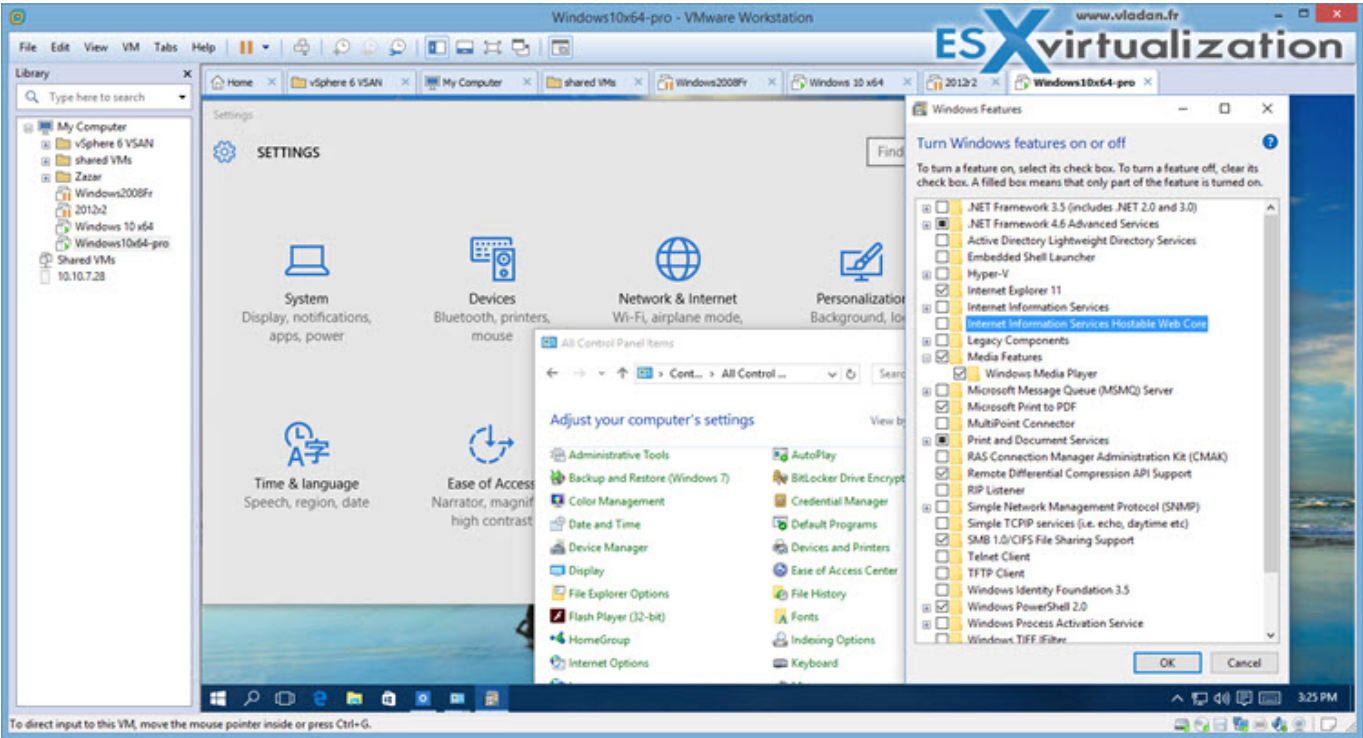 Windows10x64-pro - VMware Workstation
www.vladan.fr
ESXvirtualization
File Edit View VM Tabs Help
Library
Type here to search
My Computer
vSphere 6 VSAN
shared VMs
Zazar
Windows2008Fr
2012r2
Windows 10 x64
Windows10x64-pro
Shared VMs
10.10.7.28
Home
vSphere 6 VSAN
My Computer
shared VMs
Windows2008Fr
Windows 10 x64
2012r2
Windows10x64-pro
Settings
SETTINGS
Find
System
Display, notifications,
apps, power
Devices
Bluetooth, printers,
mouse
Network & Internet
Wi-Fi, airplane mode,
Personalization
Background, lo
Time & language
Speech, region, date
Ease of Access
Narrator, magnif
high contrast
All Control Panel Items
Cont... › All Control ...
Searc
Adjust your computer's settings
View by
Administrative Tools
AutoPlay
Backup and Restore (Windows 7)
BitLocker Drive Encrypt
Color Management
Credential Manager
Date and Time
Default Programs
Device Manager
Devices and Printers
Display
Ease of Access Center
File Explorer Options
File History
Flash Player (32-bit)
Fonts
HomeGroup
Indexing Options
Internet Options
Keyboard
Windows Features
Turn Windows features on or off
To turn a feature on, select its check box. To turn a feature off, clear its
check box. A filled box means that only part of the feature is turned on.
.NET Framework 3.5 (includes .NET 2.0 and 3.0)
.NET Framework 4.6 Advanced Services
Active Directory Lightweight Directory Services
Embedded Shell Launcher
Hyper-V
Internet Explorer 11
Internet Information Services
Internet Information Services Hostable Web Core
Legacy Components
Media Features
Windows Media Player
Microsoft Message Queue (MSMQ) Server
Microsoft Print to PDF
MultiPoint Connector
Print and Document Services
RAS Connection Manager Administration Kit (CMAK)
Remote Differential Compression API Support
RIP Listener
Simple Network Management Protocol (SNMP)
Simple TCPIP services (i.e. echo, daytime etc)
SMB 1.0/CIFS File Sharing Support
Telnet Client
TFTP Client
Windows Identity Foundation 3.5
Windows PowerShell 2.0
Windows Process Activation Service
Windows TIFF IFilter
OK
Cancel
3:25 PM
To direct input to this VM, move the mouse pointer inside or press Ctrl+G.